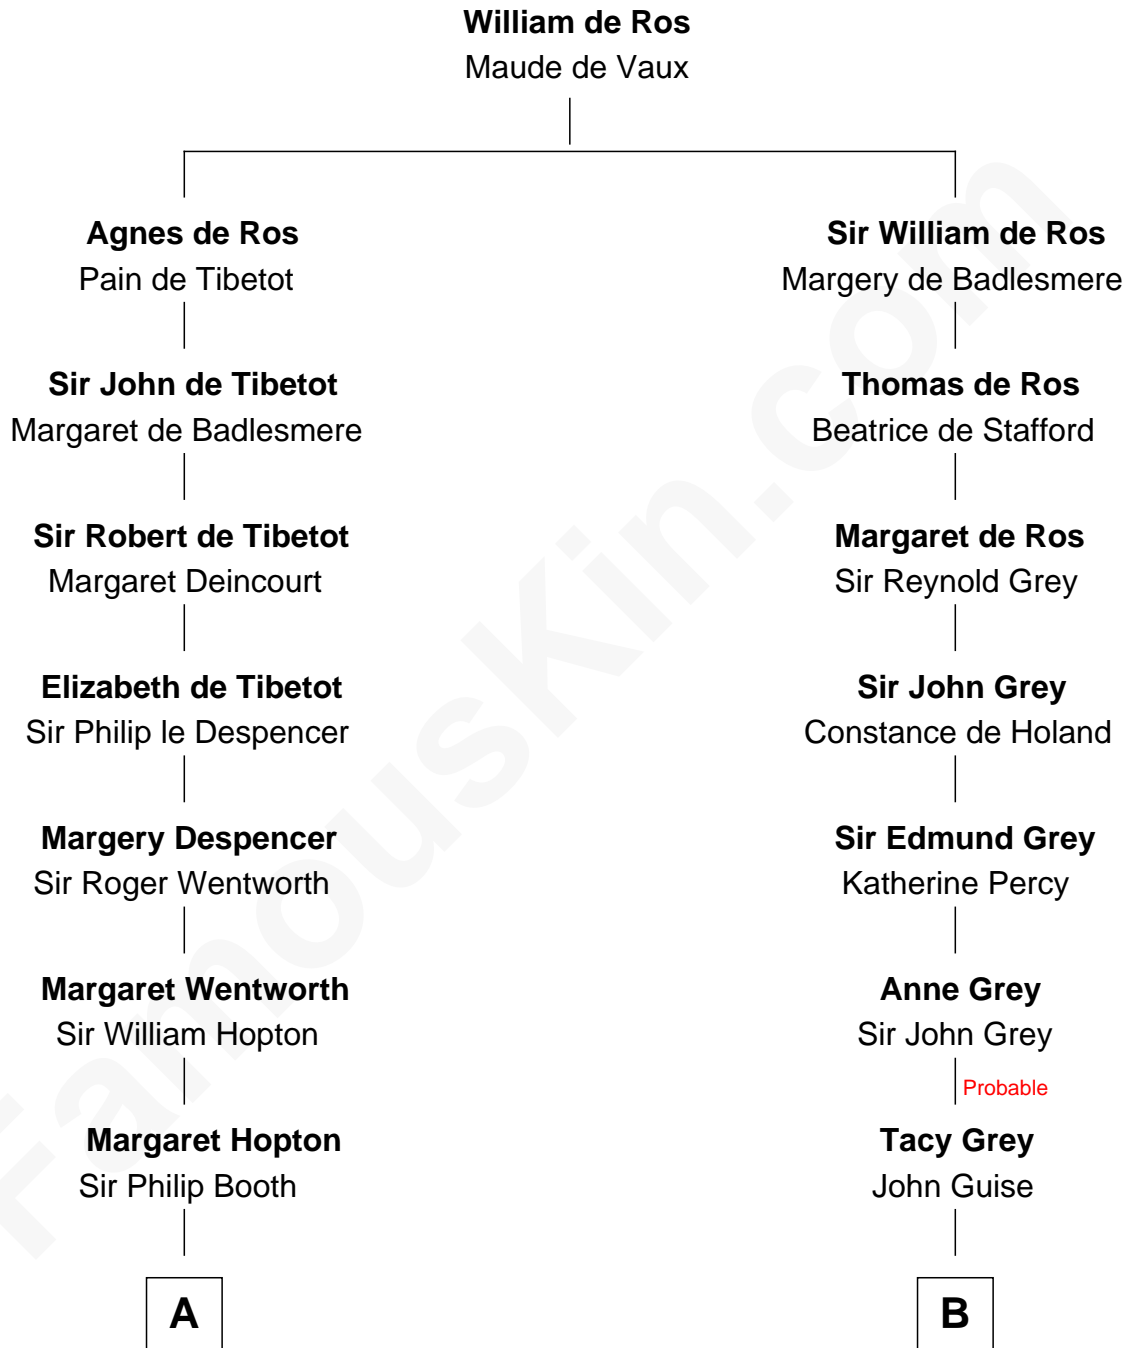 William de Ros
Maude de Vaux
Agnes de Ros
Pain de Tibetot
Sir William de Ros
Margery de Badlesmere
Sir John de Tibetot
Margaret de Badlesmere
Thomas de Ros
Beatrice de Stafford
Sir Robert de Tibetot
Margaret Deincourt
Margaret de Ros
Sir Reynold Grey
Elizabeth de Tibetot
Sir Philip le Despencer
Sir John Grey
Constance de Holand
Margery Despencer
Sir Roger Wentworth
Sir Edmund Grey
Katherine Percy
Margaret Wentworth
Sir William Hopton
Anne Grey
Sir John Grey
Probable
Margaret Hopton
Sir Philip Booth
Tacy Grey
John Guise
A
B
FamousKin.com